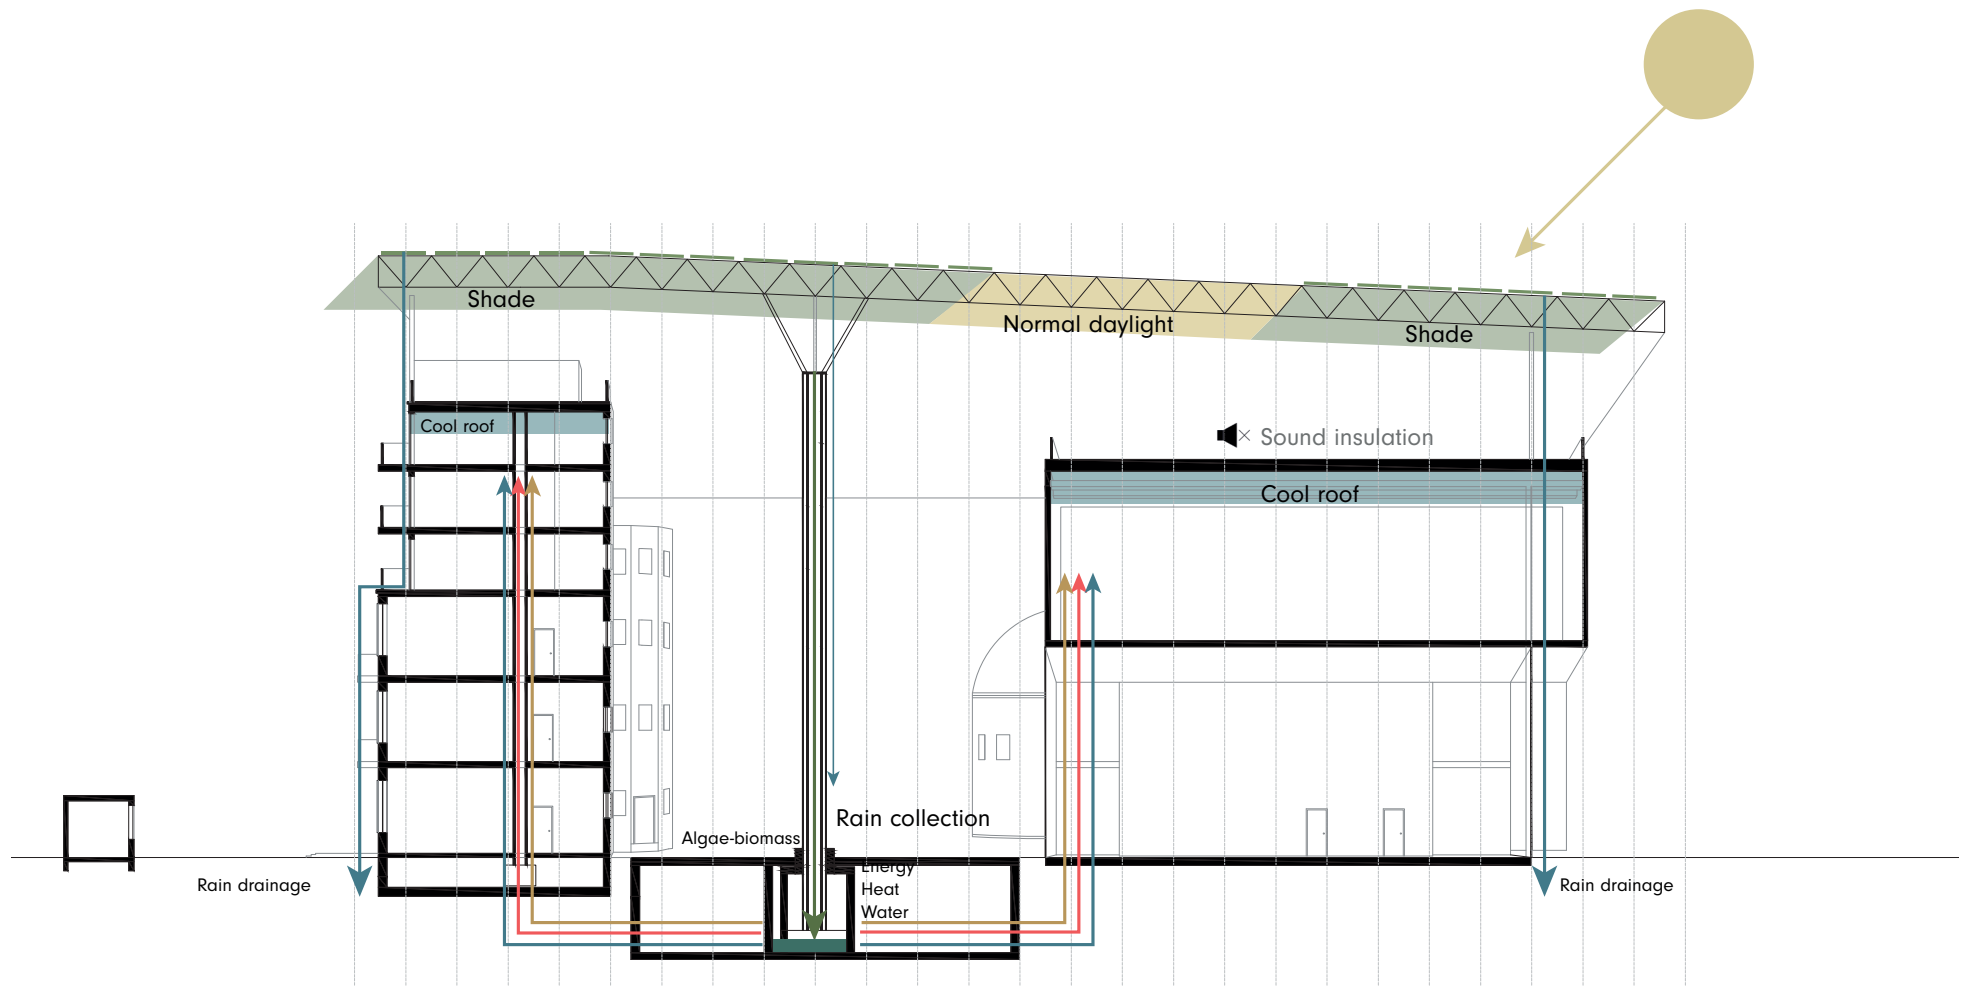 Shade
Normal daylight
Shade
Cool roof
Sound insulation
Cool roof
Rain collection
Algae-biomass
Energy
Heat
Water
Rain drainage
Rain drainage